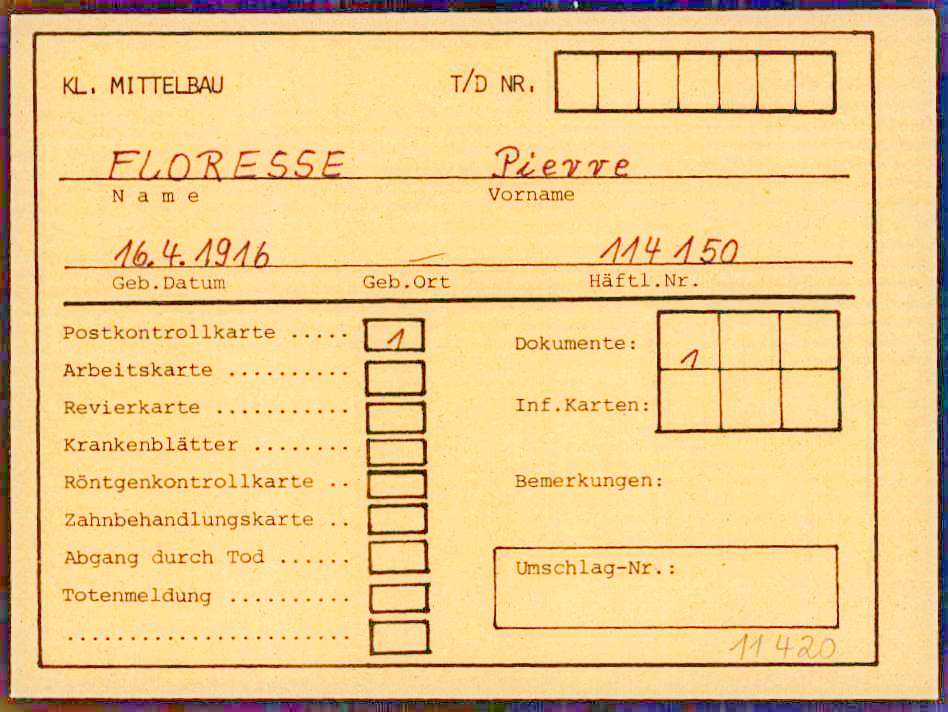 KL. MITTELBAU T/D NR.
FLORESSE Pierre
Name Vorname
16.4.1916 — 114150
Geb.Datum Geb.Ort Häftl.Nr.
Postkontrollkarte ..... 1 Dokumente: 1
Arbeitskarte ..........
Revierkarte ........... Inf.Karten:
Krankenblätter ........
Röntgenkontrollkarte .. Bemerkungen:
Zahnbehandlungskarte ..
Abgang durch Tod ...... Umschlag-Nr.:
Totenmeldung ..........
.......................
11420